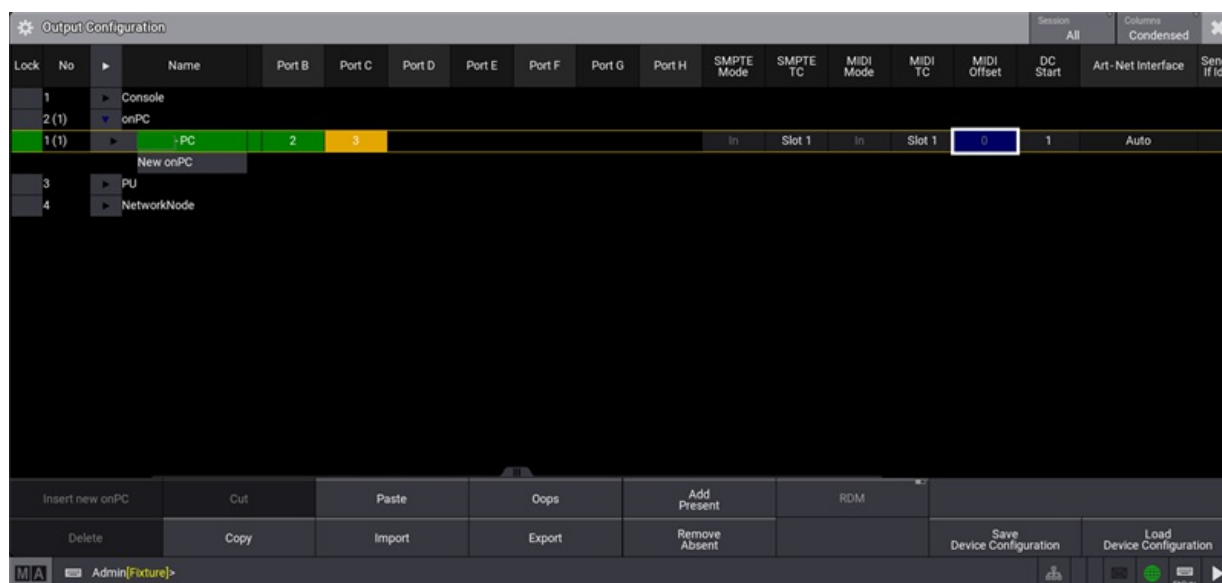 Output Configuration Session All Columns Condensed
Lock No Name Port B Port C Port D Port E Port F Port G Port H SMPTE Mode SMPTE TC MIDI Mode MIDI TC MIDI Offset DC Start Art-Net Interface
1 Console
2 (1) onPC
1 (1) -PC 2 3 In Slot 1 In Slot 1 0 1 Auto
New onPC
3 PU
4 NetworkNode
Insert new onPC Cut Paste Oops Add Present RDM
Delete Copy Import Export Remove Absent Save Device Configuration Load Device Configuration
MA Admin[Fixture]>